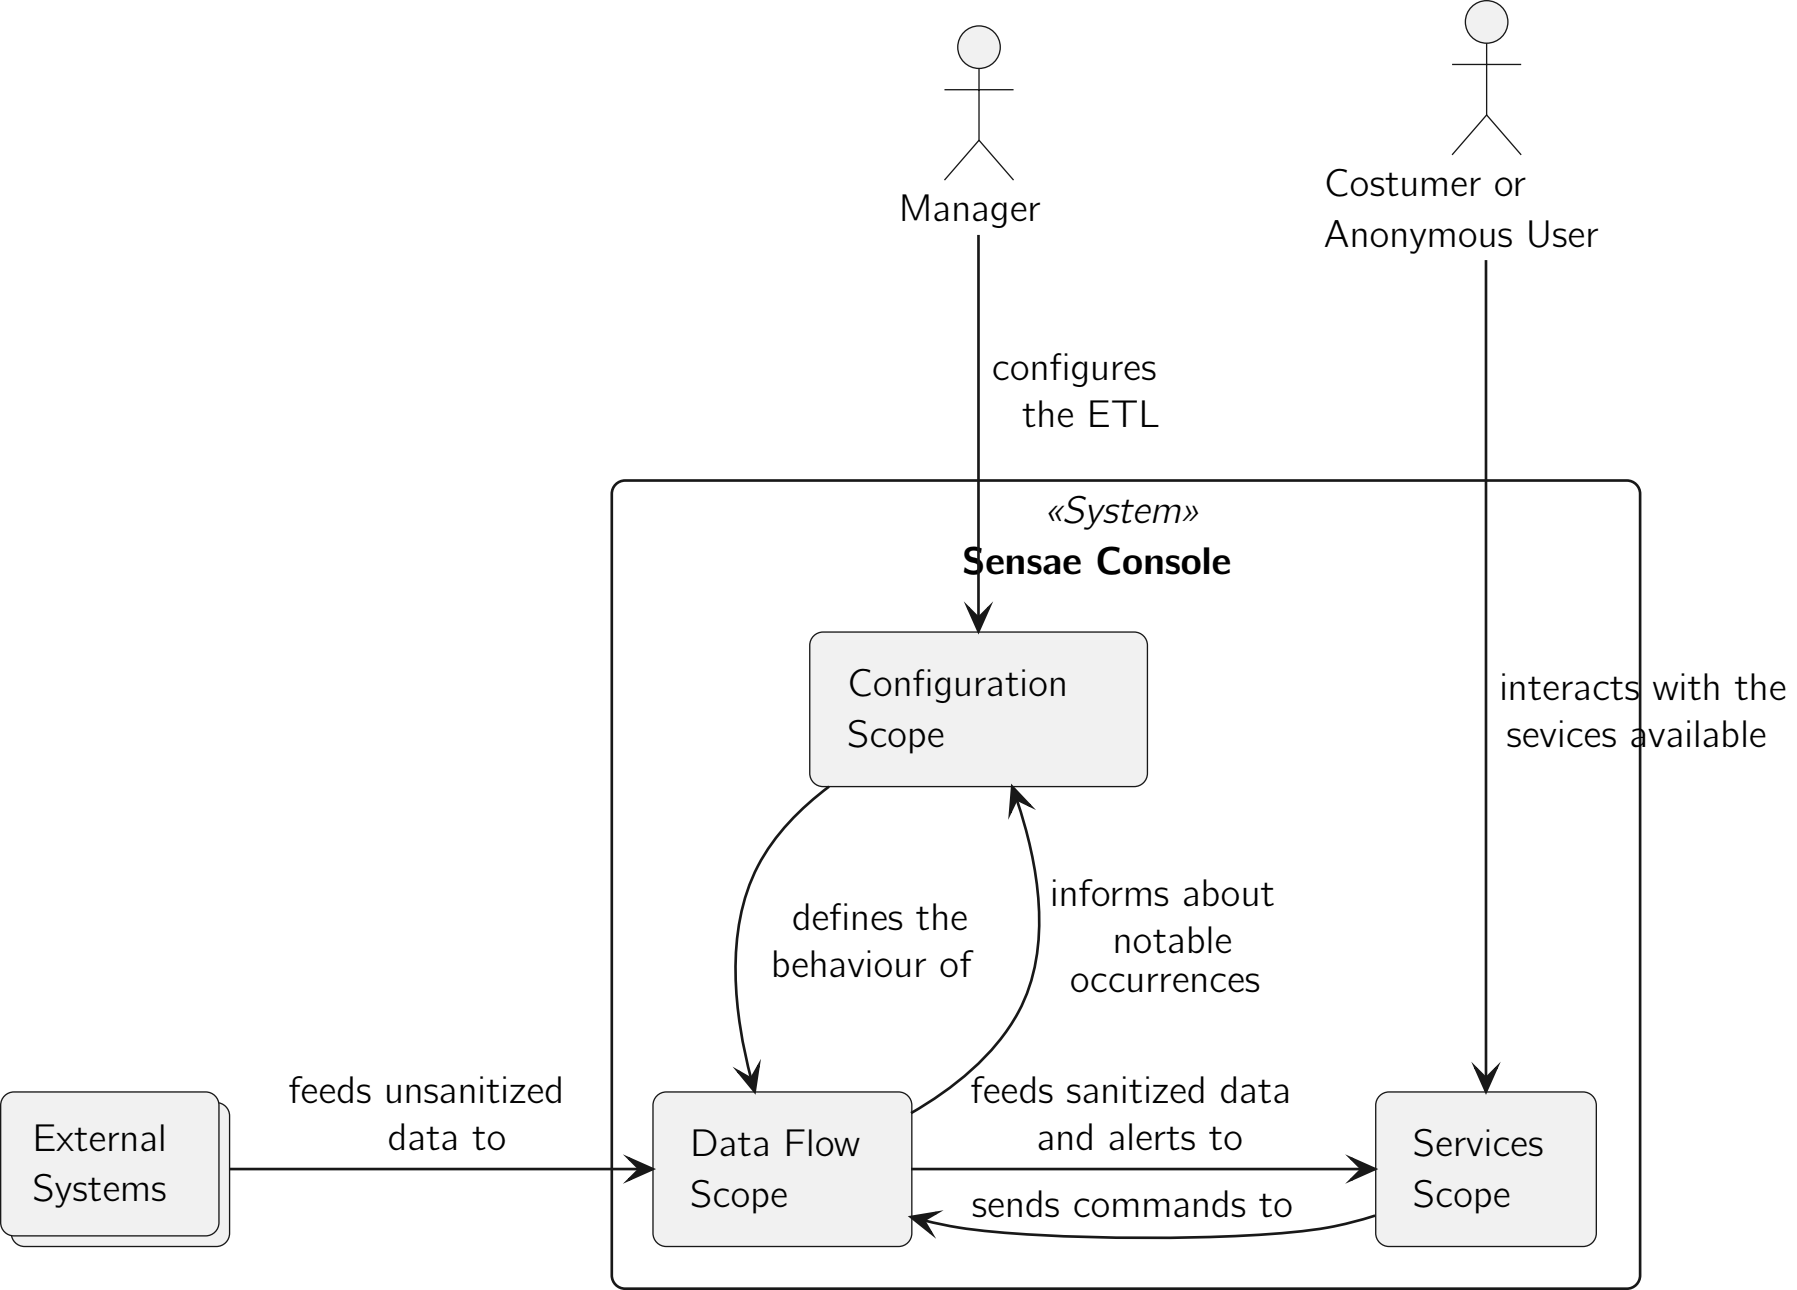 Manager
Costumer or
Anonymous User
configures
the ETL
«System»
Sensae Console
Configuration
Scope
interacts with the
sevices available
defines the
behaviour of
informs about
notable
occurrences
External
Systems
feeds unsanitized
data to
Data Flow
Scope
feeds sanitized data
and alerts to
sends commands to
Services
Scope